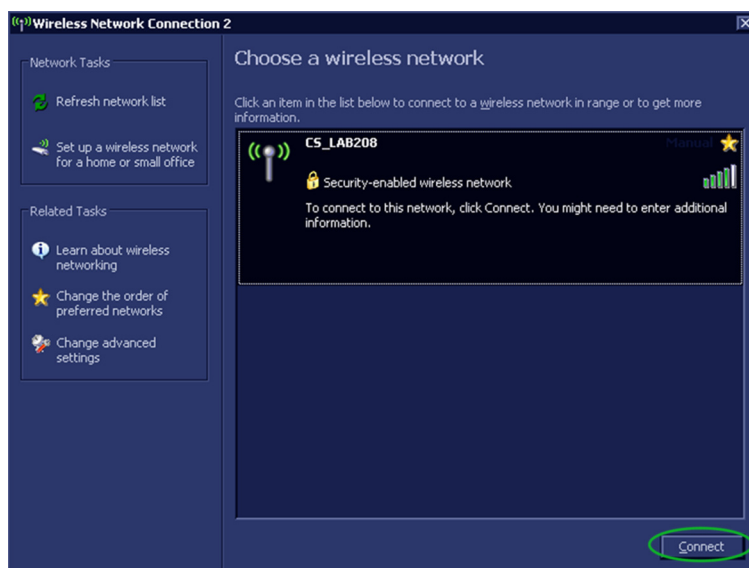 Wireless Network Connection 2
Network Tasks
Refresh network list
Set up a wireless network
for a home or small office
Related Tasks
Learn about wireless
networking
Change the order of
preferred networks
Change advanced
settings
Choose a wireless network
Click an item in the list below to connect to a wireless network in range or to get more
information.
CS_LAB208
Manual
Security-enabled wireless network
To connect to this network, click Connect. You might need to enter additional
information.
Connect